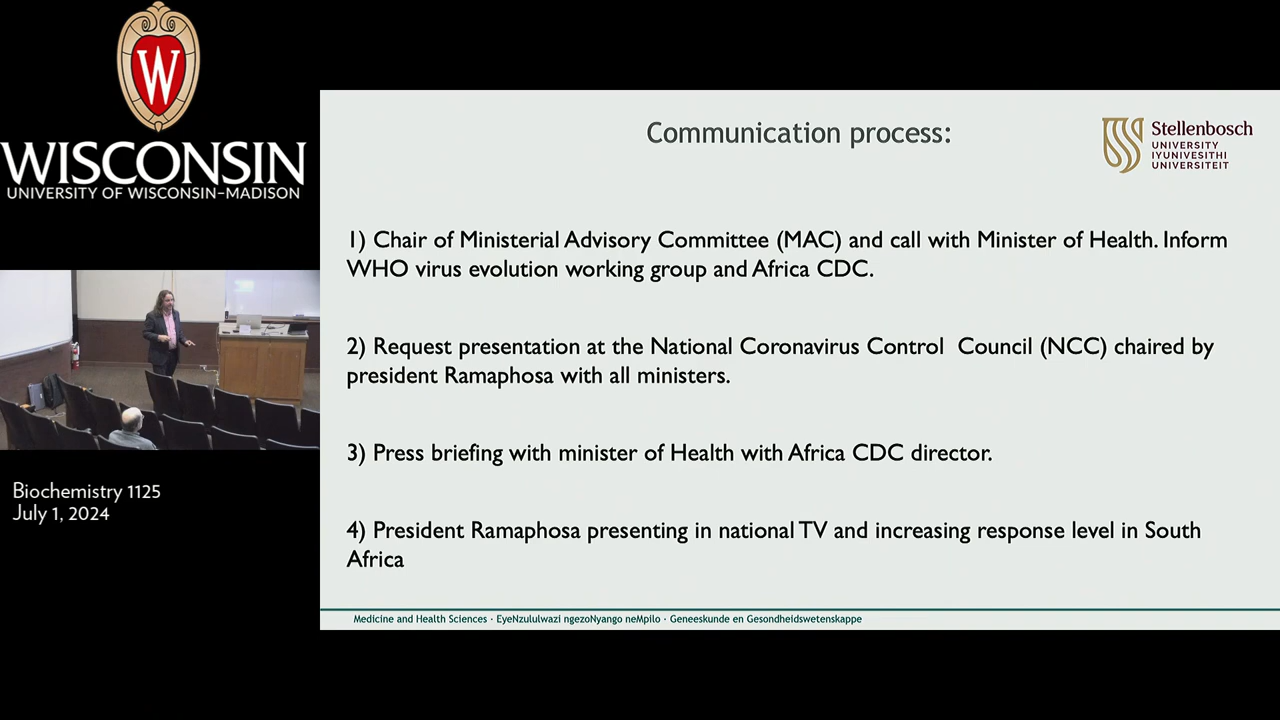 W
WISCONSIN
UNIVERSITY OF WISCONSIN-MADISON
Communication process:
Stellenbosch
UNIVERSITY
IYUNIVESITHI
UNIVERSITEIT
1) Chair of Ministerial Advisory Committee (MAC) and call with Minister of Health. Inform
WHO virus evolution working group and Africa CDC.
2) Request presentation at the National Coronavirus Control  Council (NCC) chaired by
president Ramaphosa with all ministers.
3) Press briefing with minister of Health with Africa CDC director.
4) President Ramaphosa presenting in national TV and increasing response level in South
Africa
Medicine and Health Sciences · EyeNzululwazi ngezoNyango neMpilo · Geneeskunde en Gesondheidswetenskappe
Biochemistry 1125
July 1, 2024